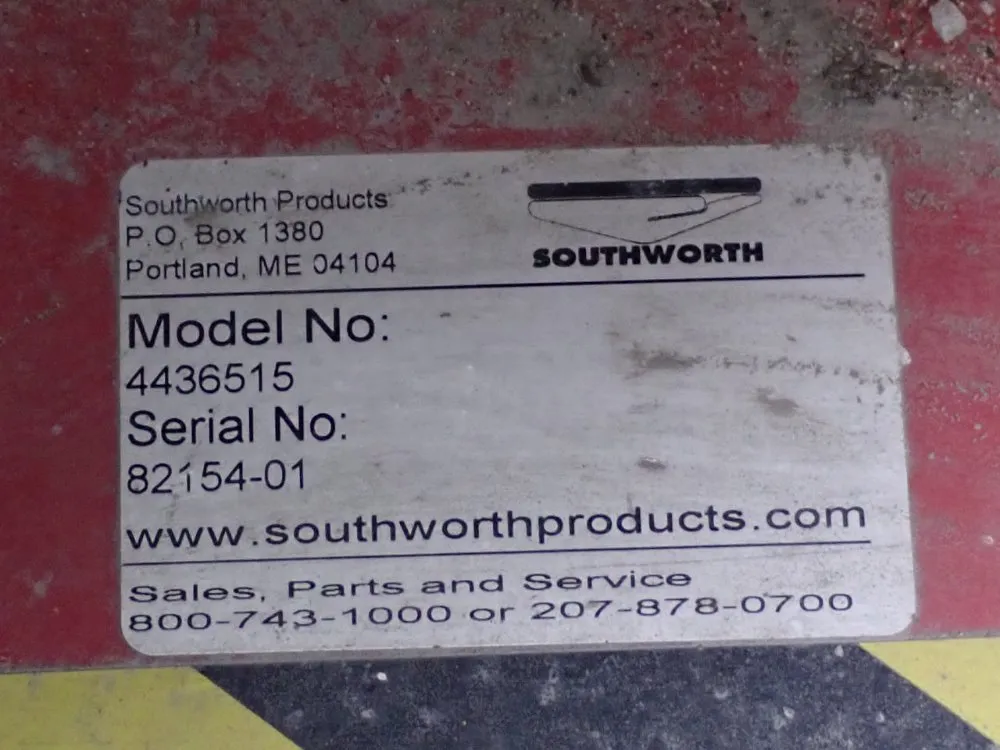 Southworth Products
P.O. Box 1380
Portland, ME 04104
SOUTHWORTH
Model No:
4436515
Serial No:
82154-01
www.southworthproducts.com
Sales, Parts and Service
800-743-1000 or 207-878-0700